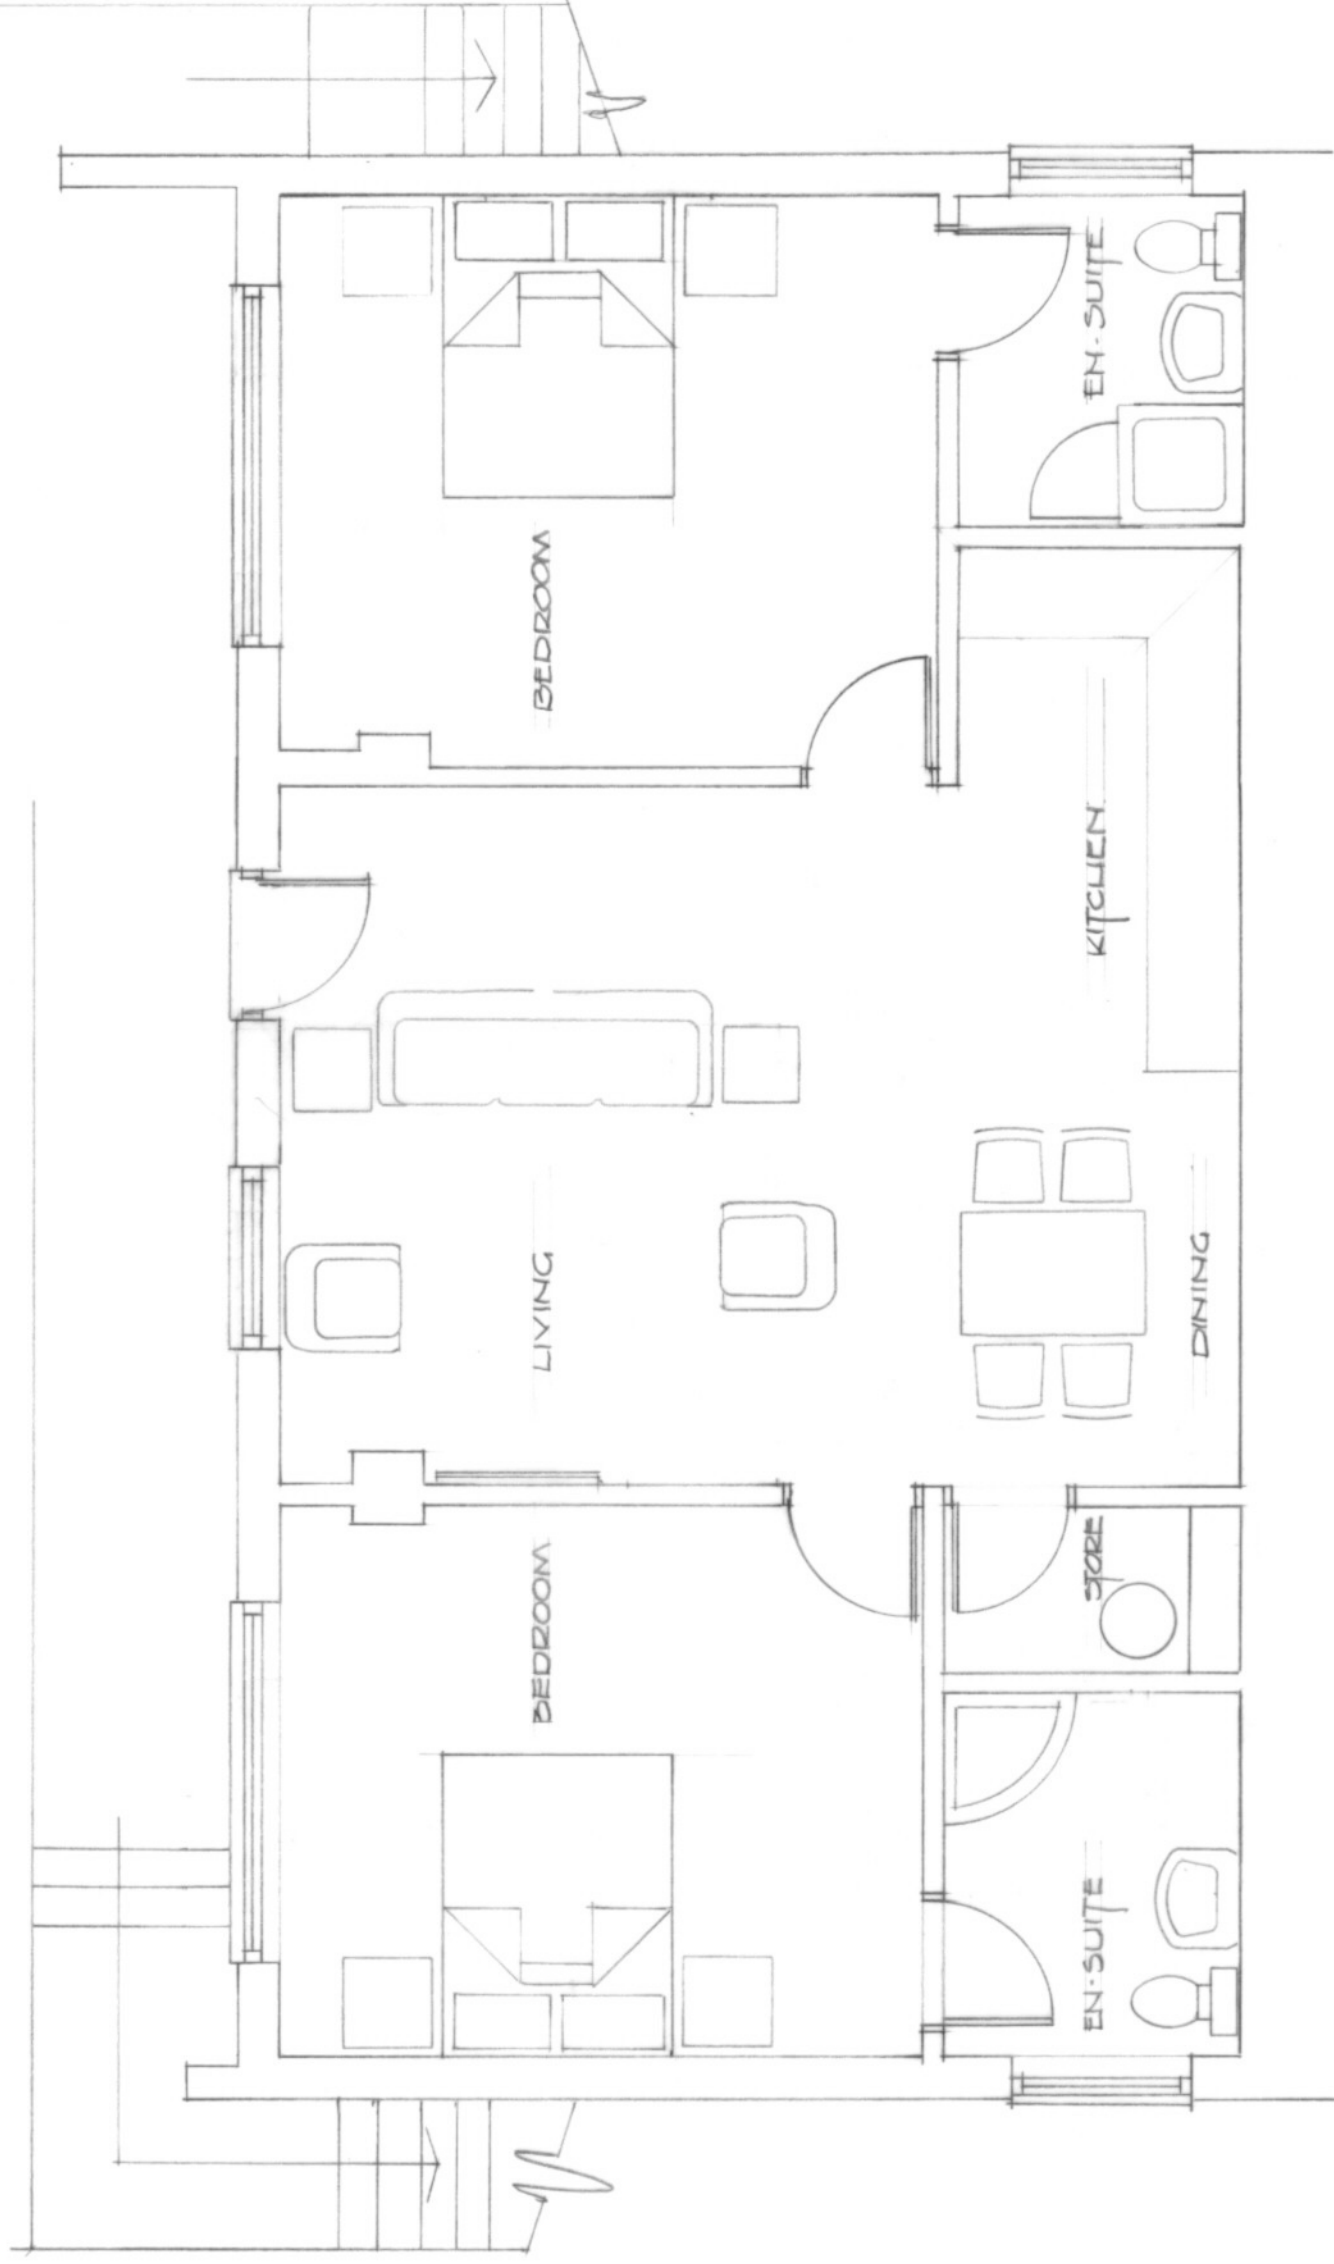 EN-SUITE
BEDROOM
KITCHEN
LIVING
DINING
STORE
BEDROOM
EN-SUITE